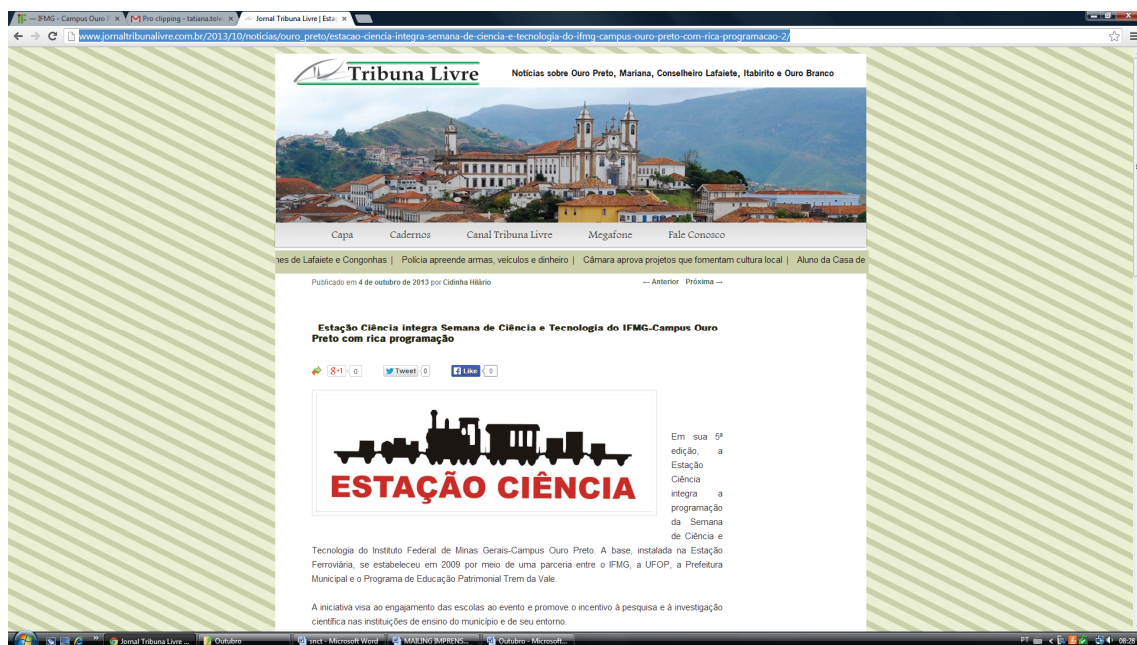 — IFMG - Campus Ouro P
Pro clipping - tatiana.tole
Jornal Tribuna Livre | Estaç
www.jornaltribunalivre.com.br/2013/10/noticias/ouro_preto/estacao-ciencia-integra-semana-de-ciencia-e-tecnologia-do-ifmg-campus-ouro-preto-com-rica-programacao-2/
Tribuna Livre
Notícias sobre Ouro Preto, Mariana, Conselheiro Lafaiete, Itabirito e Ouro Branco
Capa Cadernos Canal Tribuna Livre Megafone Fale Conosco
nes de Lafaiete e Congonhas | Polícia apreende armas, veículos e dinheiro | Câmara aprova projetos que fomentam cultura local | Aluno da Casa de
Publicado em 4 de outubro de 2013 por Cidinha Hilário
← Anterior Próxima →
Estação Ciência integra Semana de Ciência e Tecnologia do IFMG-Campus Ouro
Preto com rica programação
g+1 0 Tweet 0 Like 0
ESTAÇÃO CIÊNCIA
Em sua 5ª
edição, a
Estação
Ciência
integra a
programação
da Semana
de Ciência e
Tecnologia do Instituto Federal de Minas Gerais-Campus Ouro Preto. A base, instalada na Estação
Ferroviária, se estabeleceu em 2009 por meio de uma parceria entre o IFMG, a UFOP, a Prefeitura
Municipal e o Programa de Educação Patrimonial Trem da Vale.
A iniciativa visa ao engajamento das escolas ao evento e promove o incentivo à pesquisa e à investigação
científica nas instituições de ensino do município e de seu entorno.
Jornal Tribuna Livre ... Outubro snct - Microsoft Word MAILING IMPRENS... Outubro - Microsoft... PT 08:28